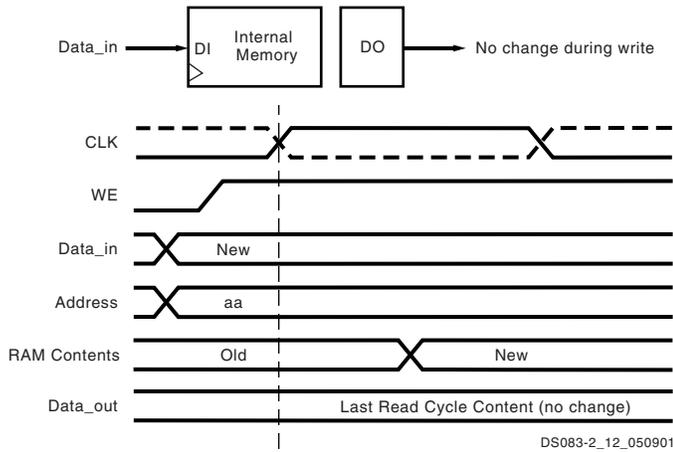 Data_in
DI
Internal
Memory
DO
No change during write
CLK
WE
Data_in
New
Address
aa
RAM Contents
Old
New
Data_out
Last Read Cycle Content (no change)
DS083-2_12_050901